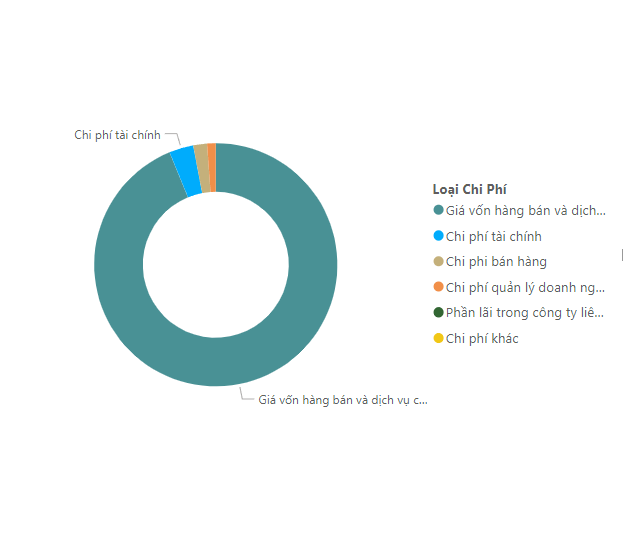 Chi phí tài chính
Giá vốn hàng bán và dịch vụ c...
Loại Chi Phí
Giá vốn hàng bán và dịch...
Chi phí tài chính
Chi phi bán hàng
Chi phí quản lý doanh ng...
Phần lãi trong công ty liê...
Chi phí khác